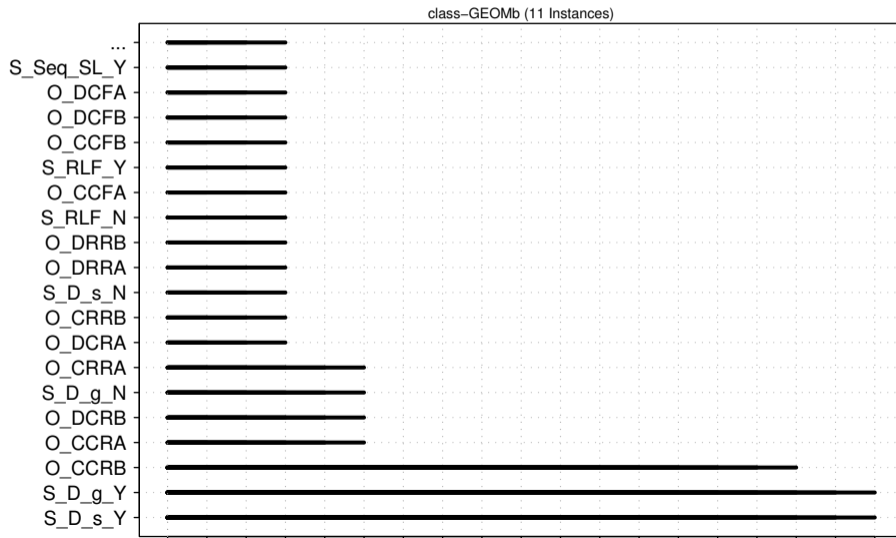 class−GEOMb (11 Instances)
...
S_Seq_SL_Y
O_DCFA
O_DCFB
O_CCFB
S_RLF_Y
O_CCFA
S_RLF_N
O_DRRB
O_DRRA
S_D_s_N
O_CRRB
O_DCRA
O_CRRA
S_D_g_N
O_DCRB
O_CCRA
O_CCRB
S_D_g_Y
S_D_s_Y